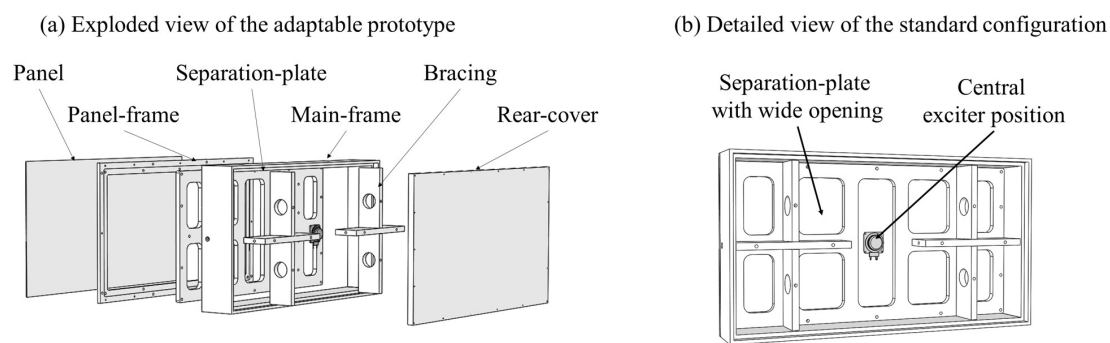 (a) Exploded view of the adaptable prototype
Panel
Separation-plate
Bracing
Panel-frame
Main-frame
Rear-cover
(b) Detailed view of the standard configuration
Separation-plate
with wide opening
Central
exciter position